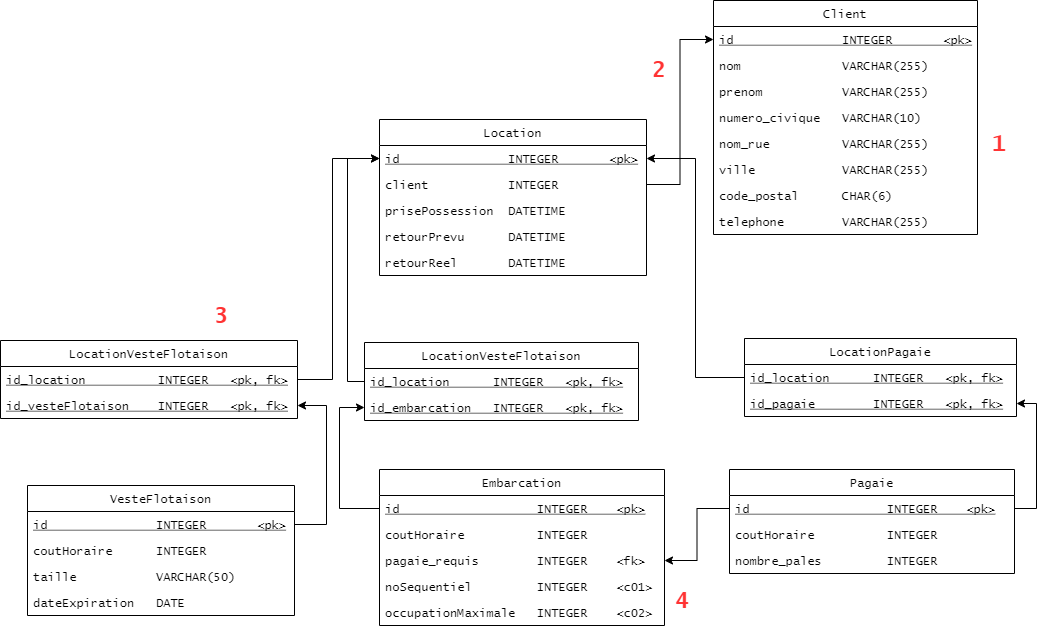 Client
id INTEGER <pk>
nom VARCHAR(255)
prenom VARCHAR(255)
numero_civique VARCHAR(10)
nom_rue VARCHAR(255)
ville VARCHAR(255)
code_postal CHAR(6)
telephone VARCHAR(255)
1
2
Location
id INTEGER <pk>
client INTEGER
prisePossession DATETIME
retourPrevu DATETIME
retourReel DATETIME
3
LocationVesteFlotaison
id_location INTEGER <pk, fk>
id_vesteFlotaison INTEGER <pk, fk>
LocationVesteFlotaison
id_location INTEGER <pk, fk>
id_embarcation INTEGER <pk, fk>
LocationPagaie
id_location INTEGER <pk, fk>
id_pagaie INTEGER <pk, fk>
VesteFlotaison
id INTEGER <pk>
coutHoraire INTEGER
taille VARCHAR(50)
dateExpiration DATE
Embarcation
id INTEGER <pk>
coutHoraire INTEGER
pagaie_requis INTEGER <fk>
noSequentiel INTEGER <c01>
occupationMaximale INTEGER <c02>
4
Pagaie
id INTEGER <pk>
coutHoraire INTEGER
nombre_pales INTEGER